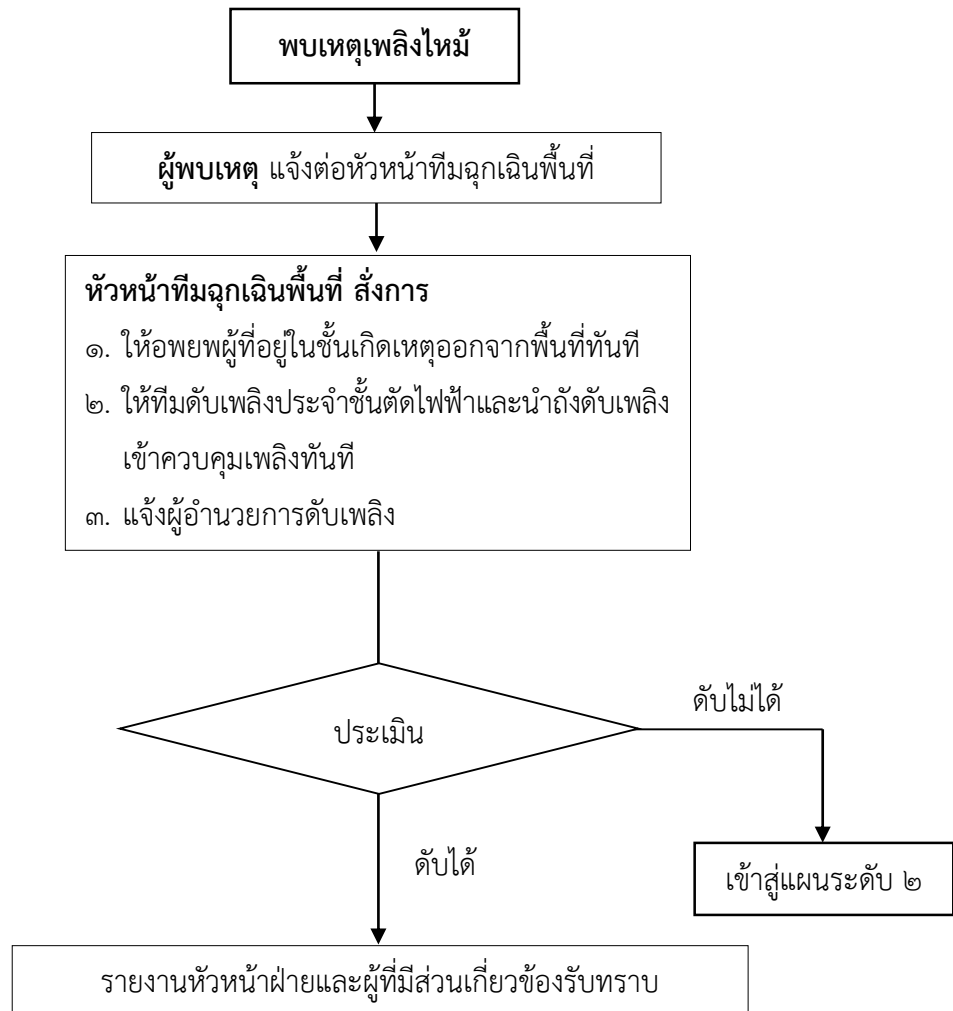 พบเหตุเพลิงไหม้
ผู้พบเหตุ แจ้งต่อหัวหน้าทีมฉุกเฉินพื้นที่
หัวหน้าทีมฉุกเฉินพื้นที่ สั่งการ
๑. ให้อพยพผู้ที่อยู่ในชั้นเกิดเหตุออกจากพื้นที่ทันที
๒. ให้ทีมดับเพลิงประจำชั้นตัดไฟฟ้าและนำถังดับเพลิง
เข้าควบคุมเพลิงทันที
๓. แจ้งผู้อำนวยการดับเพลิง
ดับไม่ได้
ประเมิน
ดับได้
เข้าสู่แผนระดับ ๒
รายงานหัวหน้าฝ่ายและผู้ที่มีส่วนเกี่ยวข้องรับทราบ